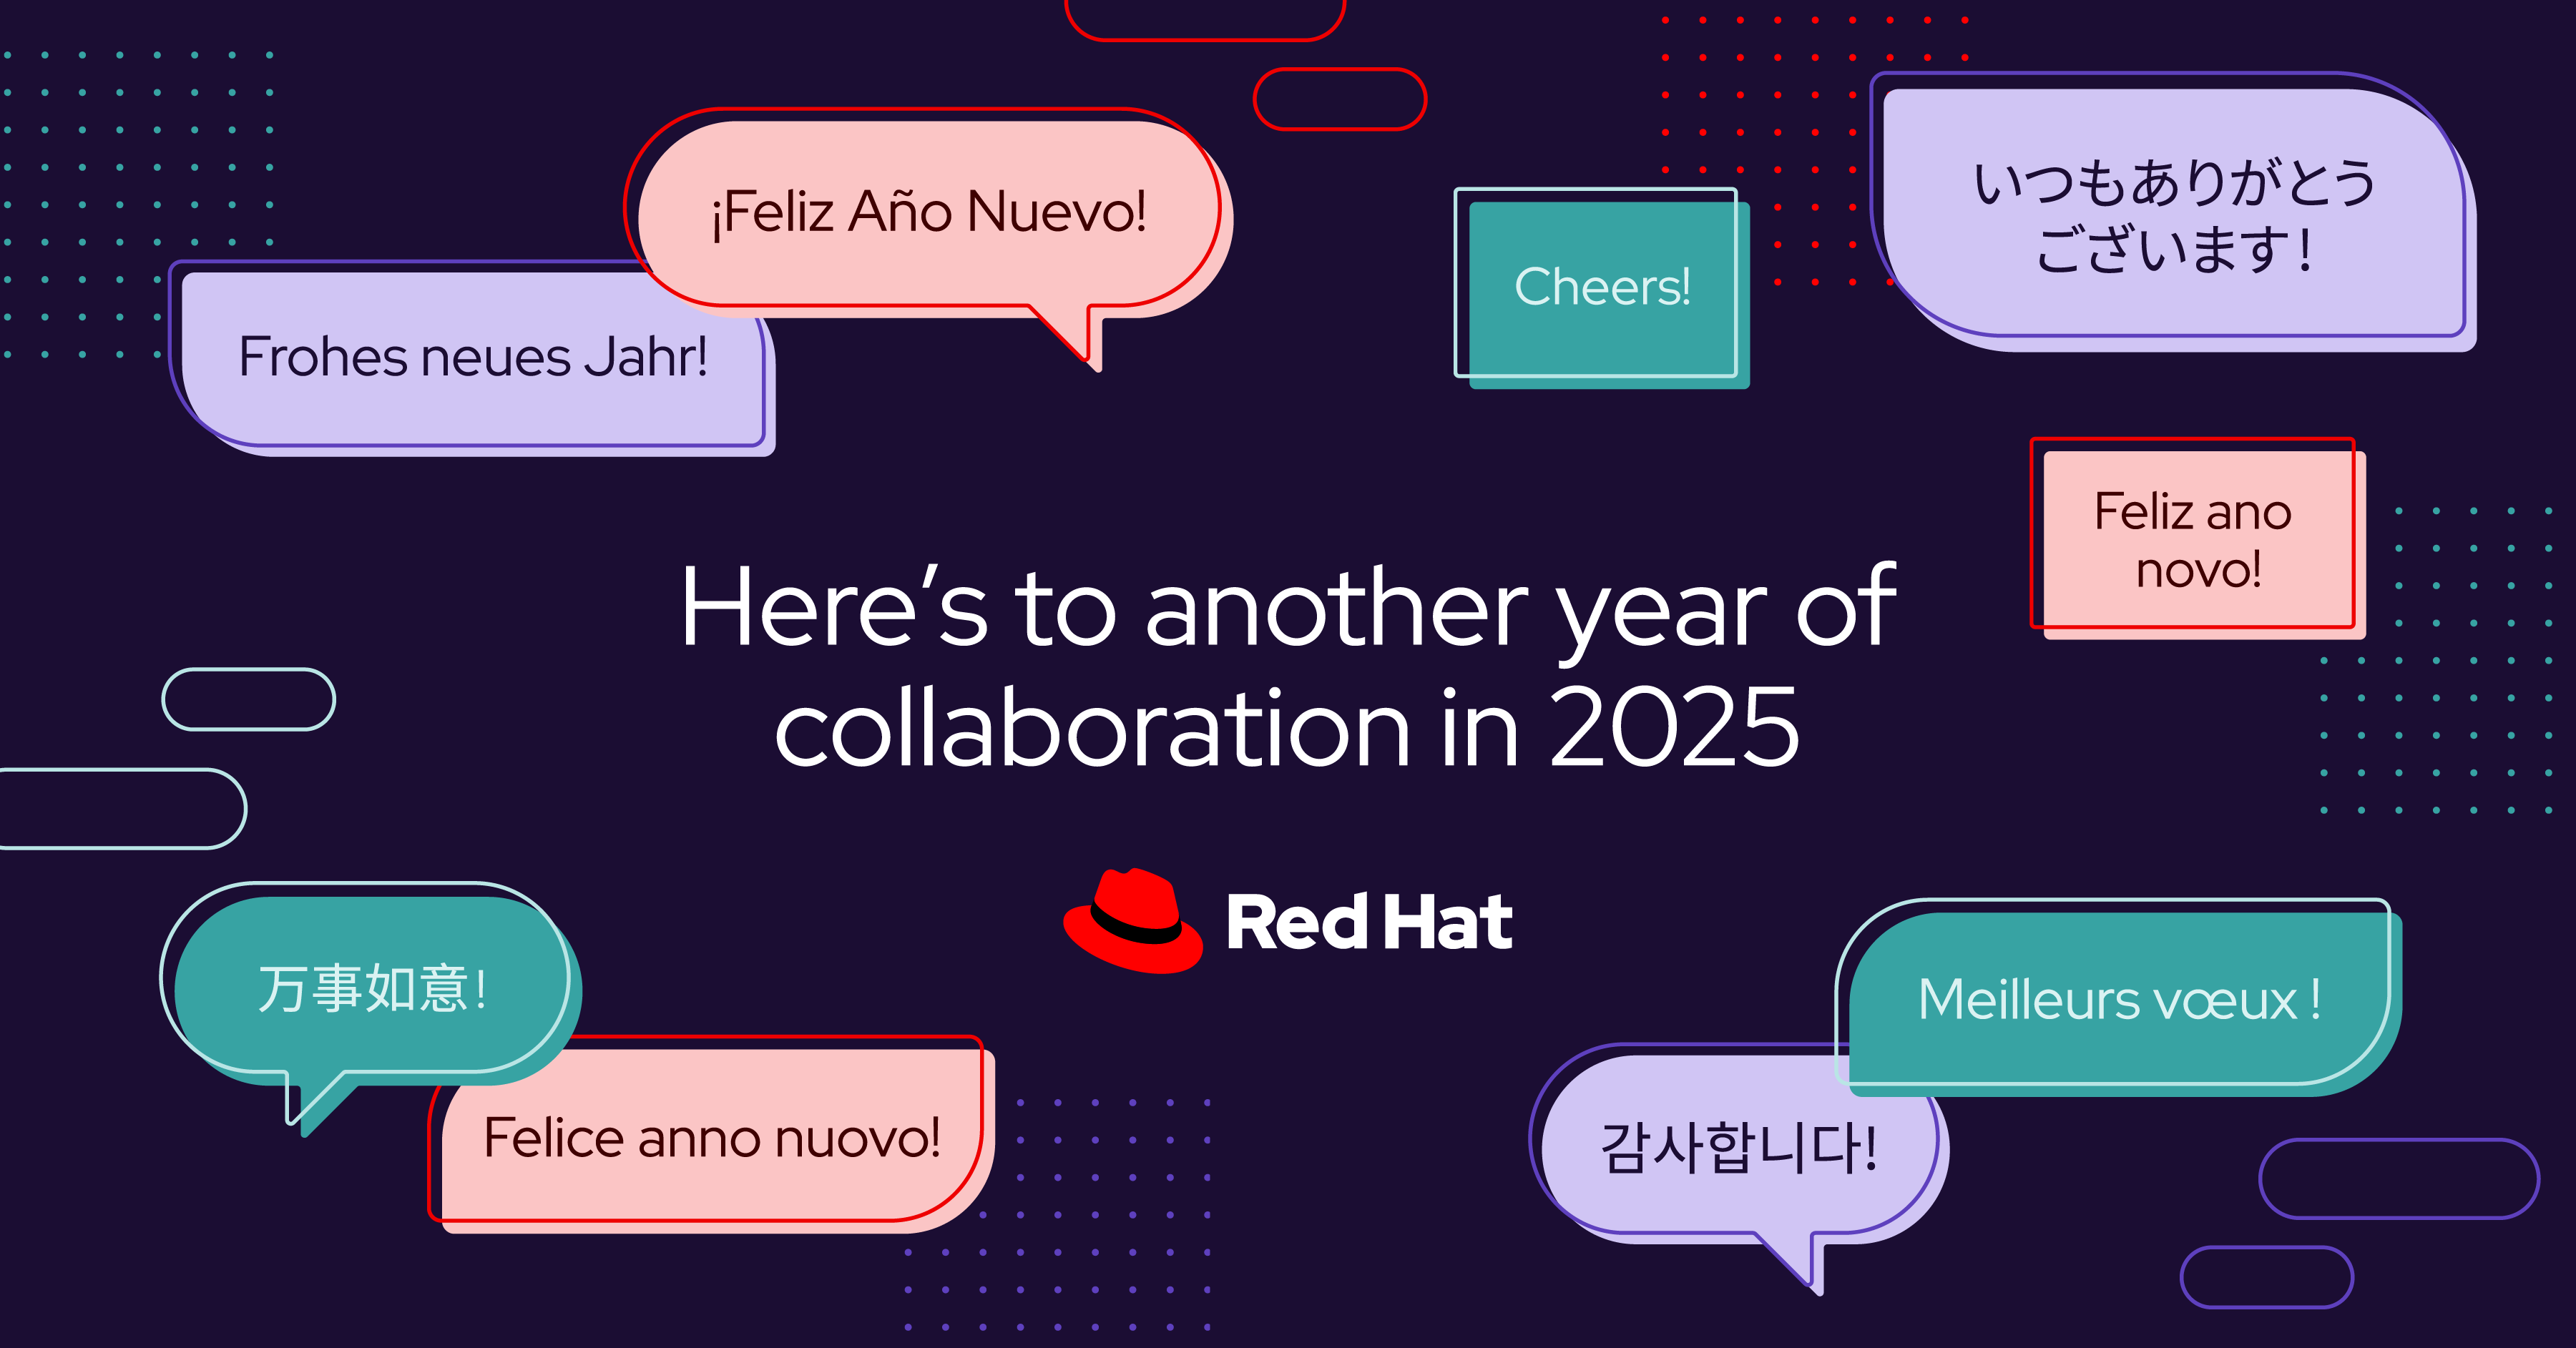 ¡Feliz Año Nuevo!
Frohes neues Jahr!
Cheers!
いつもありがとう
ございます！
Feliz ano
novo!
Here’s to another year of
collaboration in 2025
Red Hat
万事如意!
Felice anno nuovo!
Meilleurs vœux !
감사합니다!